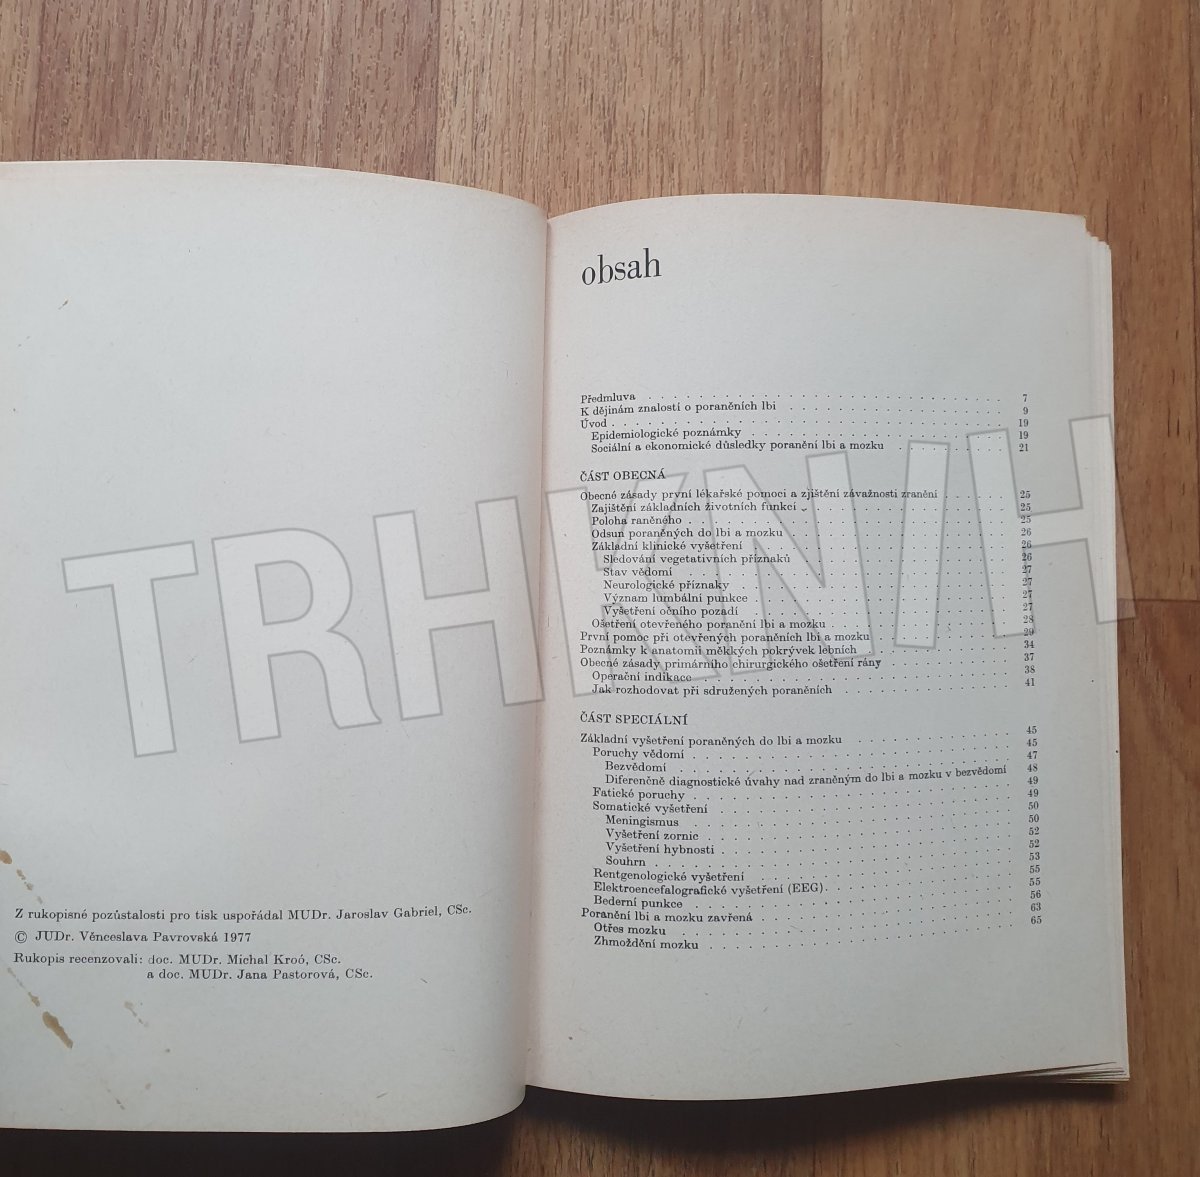 Z rukopisné pozůstalosti pro tisk uspořádal MUDr. Jaroslav Gabriel, CSc.
© JUDr. Věnceslava Pavrovská 1977
Rukopis recenzovali: doc. MUDr. Michal Kroó, CSc.
a doc. MUDr. Jana Pastorová, CSc.
obsah
Předmluva 7
K dějinám znalostí o poraněních lbi 9
Úvod 19
Epidemiologické poznámky 19
Sociální a ekonomické důsledky poranění lbi a mozku 21
ČÁST OBECNÁ
Obecné zásady první lékařské pomoci a zjištění závažnosti zranění 25
Zajištění základních životních funkcí 25
Poloha raněného 25
Odsun poraněných do lbi a mozku 26
Základní klinické vyšetření 26
Sledování vegetativních příznaků 26
Stav vědomí 27
Neurologické příznaky 27
Význam lumbální punkce 27
Vyšetření očního pozadí 27
Ošetření otevřeného poranění lbi a mozku 28
První pomoc při otevřených poraněních lbi a mozku 29
Poznámky k anatomii měkkých pokrývek lebních 34
Obecné zásady primárního chirurgického ošetření rány 37
Operační indikace 38
Jak rozhodovat při sdružených poraněních 41
ČÁST SPECIÁLNÍ
Základní vyšetření poraněných do lbi a mozku 45
Poruchy vědomí 45
Bezvědomí 47
Diferenčně diagnostické úvahy nad zraněným do lbi a mozku v bezvědomí 48
Fatické poruchy 49
Somatické vyšetření 49
Meningismus 50
Vyšetření zornic 50
Vyšetření hybnosti 52
Souhrn 52
Rentgenologické vyšetření 53
Elektroencefalografické vyšetření (EEG) 55
Bederní punkce 55
Poranění lbi a mozku zavřená 56
Otřes mozku 63
Zhmoždění mozku 65
TRHKNIH